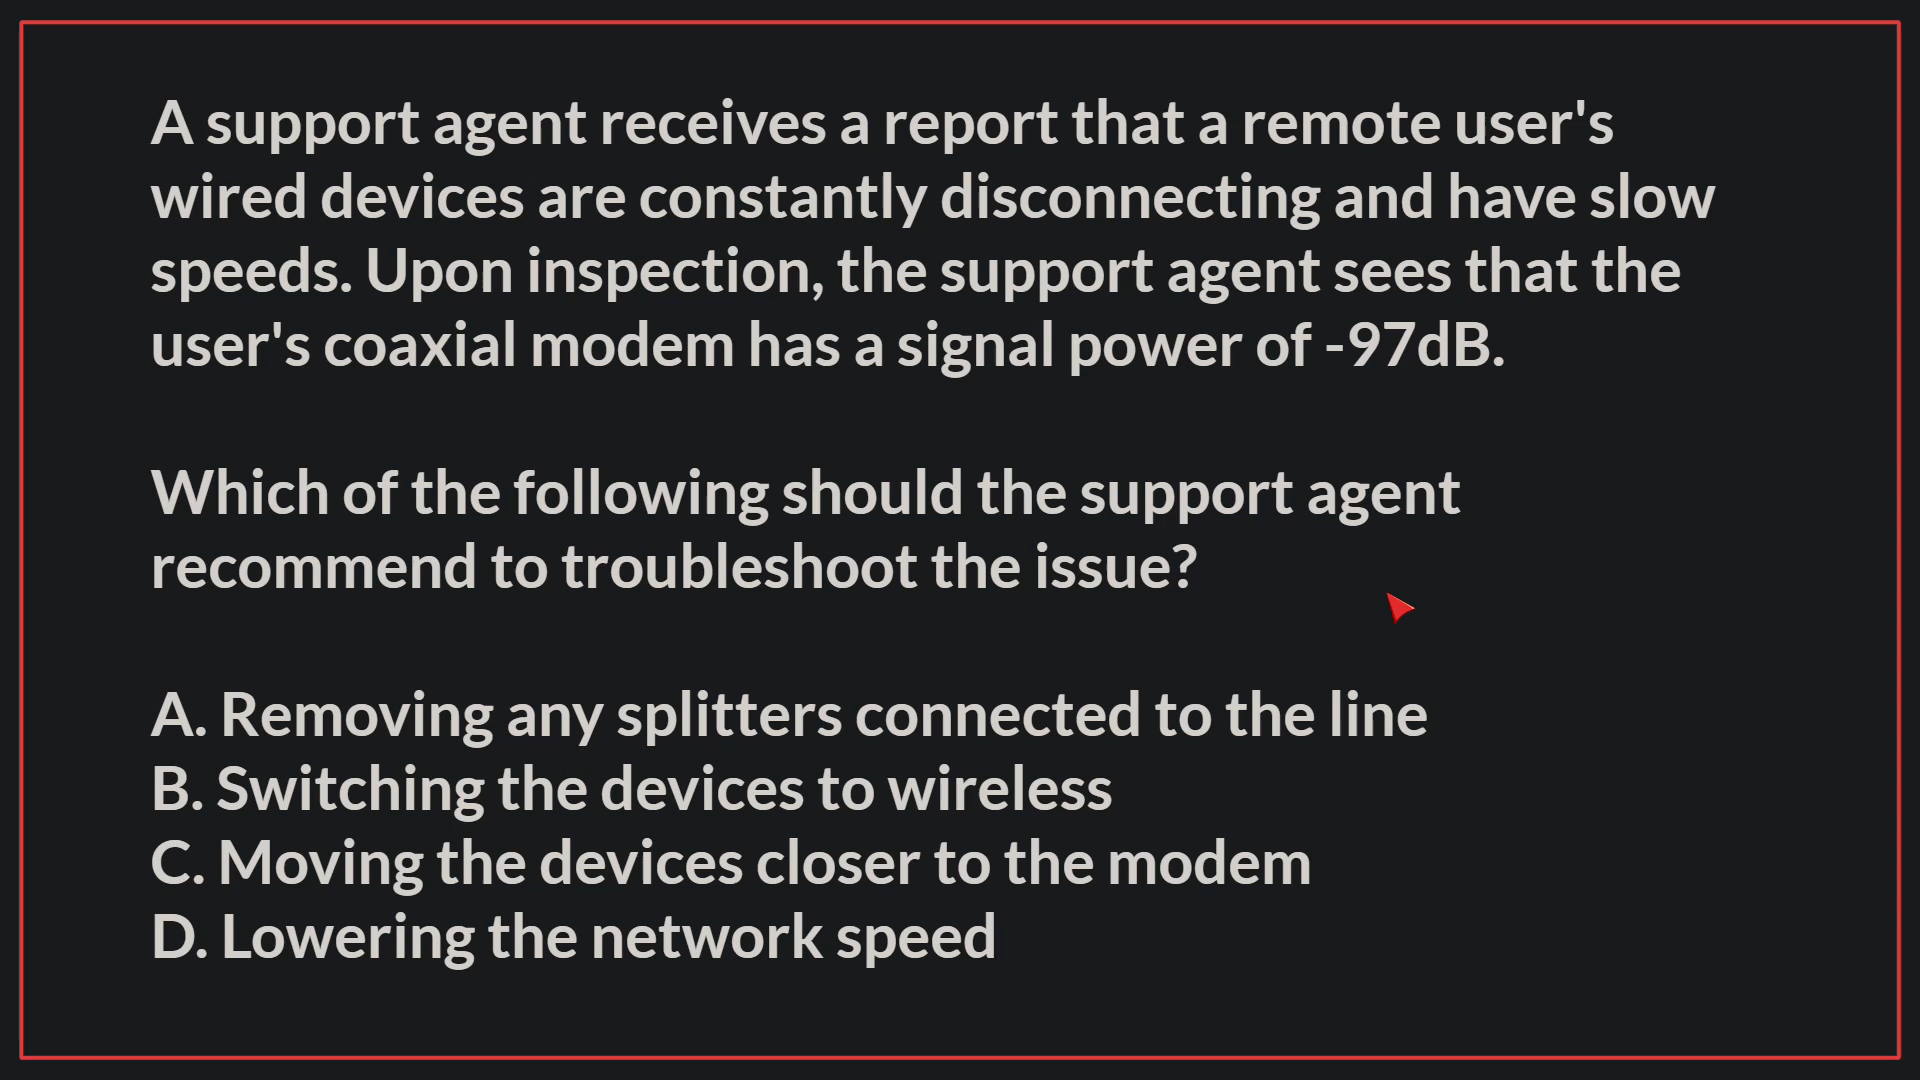 A support agent receives a report that a remote user's
wired devices are constantly disconnecting and have slow
speeds. Upon inspection, the support agent sees that the
user's coaxial modem has a signal power of -97dB.
Which of the following should the support agent
recommend to troubleshoot the issue?
A. Removing any splitters connected to the line
B. Switching the devices to wireless
C. Moving the devices closer to the modem
D. Lowering the network speed